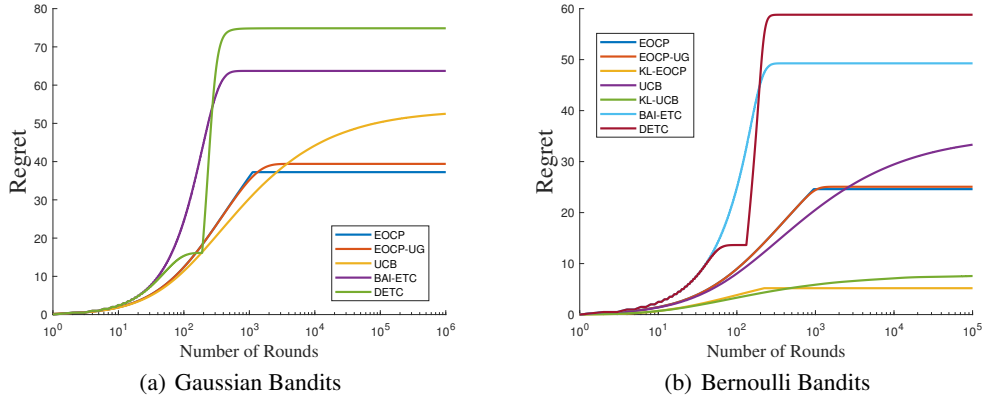 80
70
60
50
40
30
20
10
0
Regret
EOCP
EOCP-UG
UCB
BAI-ETC
DETC
10^0 10^1 10^2 10^3 10^4 10^5 10^6
Number of Rounds
(a) Gaussian Bandits
60
50
40
30
20
10
0
Regret
EOCP
EOCP-UG
KL-EOCP
UCB
KL-UCB
BAI-ETC
DETC
10^0 10^1 10^2 10^3 10^4 10^5
Number of Rounds
(b) Bernoulli Bandits